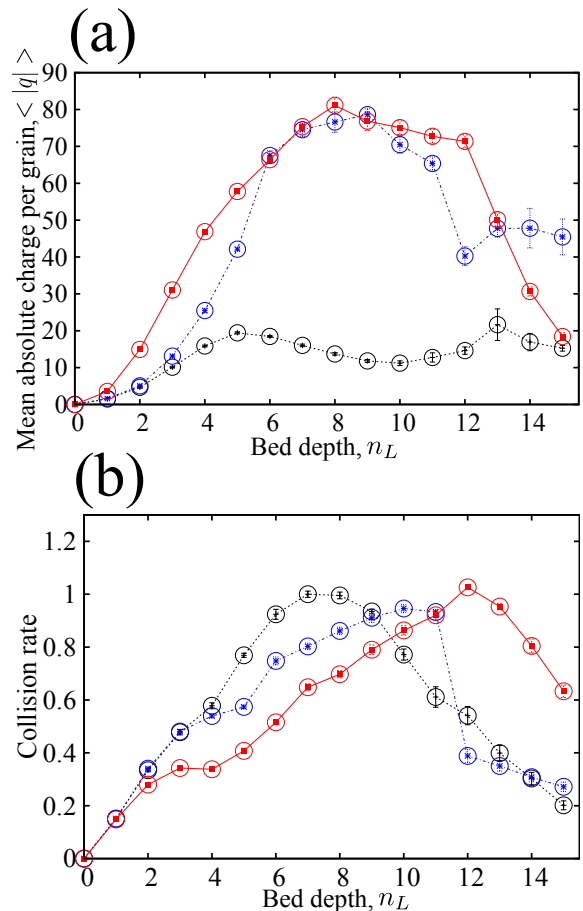 (a)
Mean absolute charge per grain, < |q| >
90
80
70
60
50
40
30
20
10
0
0 2 4 6 8 10 12 14
Bed depth, n_L
(b)
Collision rate
1.2
1
0.8
0.6
0.4
0.2
0
0 2 4 6 8 10 12 14
Bed depth, n_L